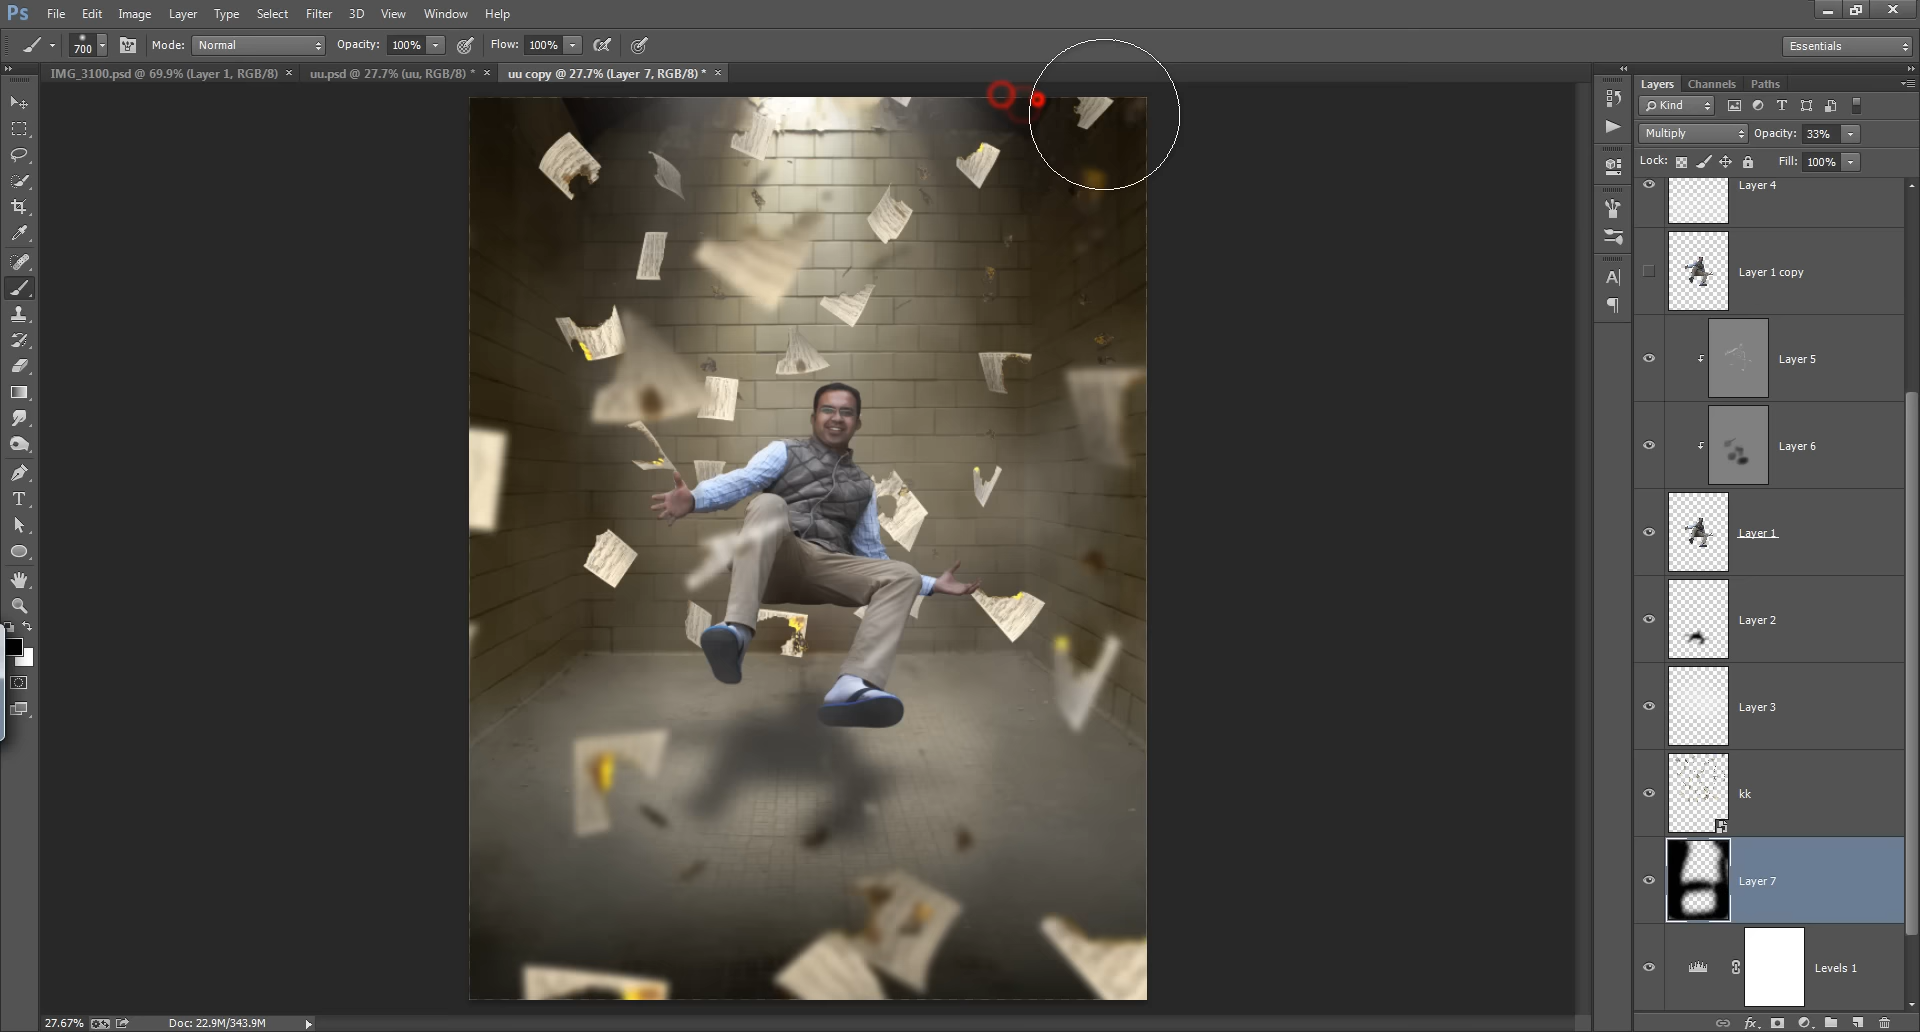 Ps File Edit Image Layer Type Select Filter 3D View Window Help
700 Mode: Normal Opacity: 100% Flow: 100% Essentials
IMG_3100.psd @ 69.9% (Layer 1, RGB/8) × uu.psd @ 27.7% (uu, RGB/8) * × uu copy @ 27.7% (Layer 7, RGB/8) * ×
Layers Channels Paths
Kind
Multiply Opacity: 33%
Lock: Fill: 100%
Layer 4
Layer 1 copy
Layer 5
Layer 6
Layer 1
Layer 2
Layer 3
kk
Layer 7
Levels 1
27.67% Doc: 22.9M/343.9M